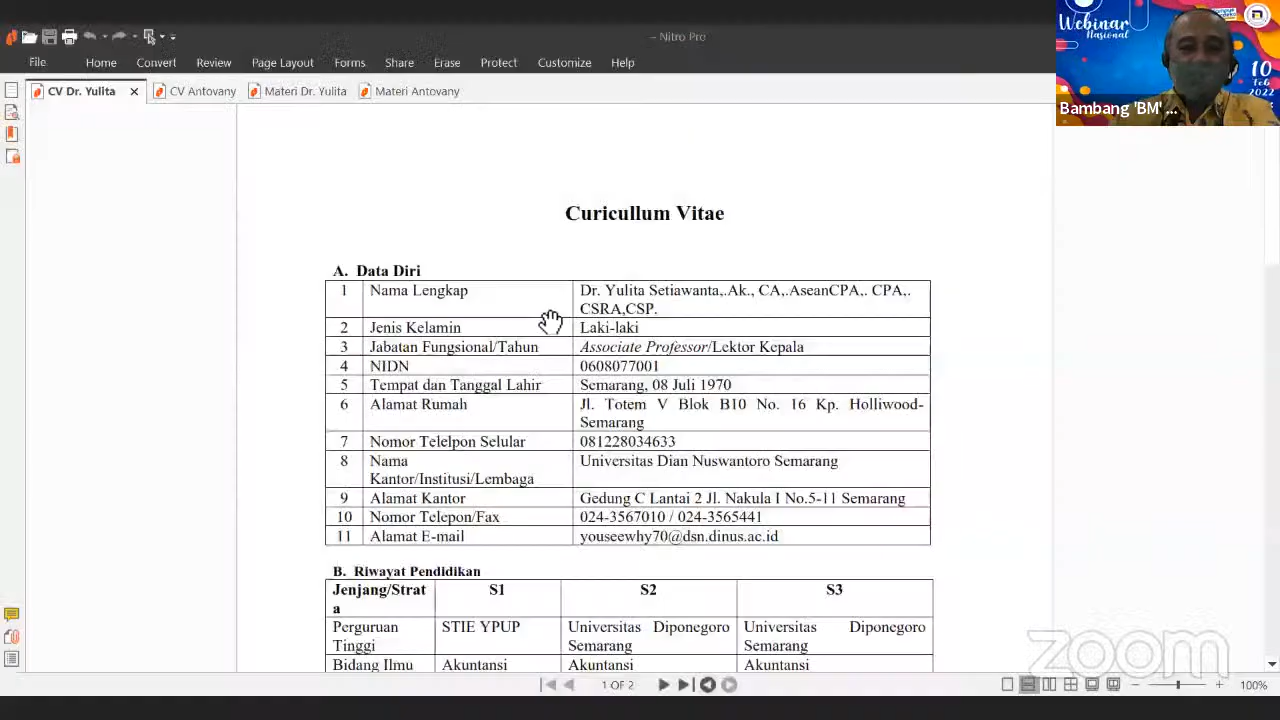 – Nitro Pro
File Home Convert Review Page Layout Forms Share Erase Protect Customize Help
CV Dr. Yulita CV Antovany Materi Dr. Yulita Materi Antovany
Webinar
Nasional
10
Feb
2022
Bambang 'BM' ...
Curicullum Vitae
A. Data Diri
1 Nama Lengkap Dr. Yulita Setiawanta,.Ak., CA,.AseanCPA,. CPA,.
CSRA,CSP.
2 Jenis Kelamin Laki-laki
3 Jabatan Fungsional/Tahun Associate Professor/Lektor Kepala
4 NIDN 0608077001
5 Tempat dan Tanggal Lahir Semarang, 08 Juli 1970
6 Alamat Rumah Jl. Totem V Blok B10 No. 16 Kp. Holliwood-
Semarang
7 Nomor Telelpon Selular 081228034633
8 Nama Universitas Dian Nuswantoro Semarang
Kantor/Institusi/Lembaga
9 Alamat Kantor Gedung C Lantai 2 Jl. Nakula I No.5-11 Semarang
10 Nomor Telepon/Fax 024-3567010 / 024-3565441
11 Alamat E-mail youseewhy70@dsn.dinus.ac.id
B. Riwayat Pendidikan
Jenjang/Strat S1 S2 S3
a
Perguruan STIE YPUP Universitas Diponegoro Universitas Diponegoro
Tinggi Semarang Semarang
Bidang Ilmu Akuntansi Akuntansi Akuntansi
zoom
1 OF 2
100%